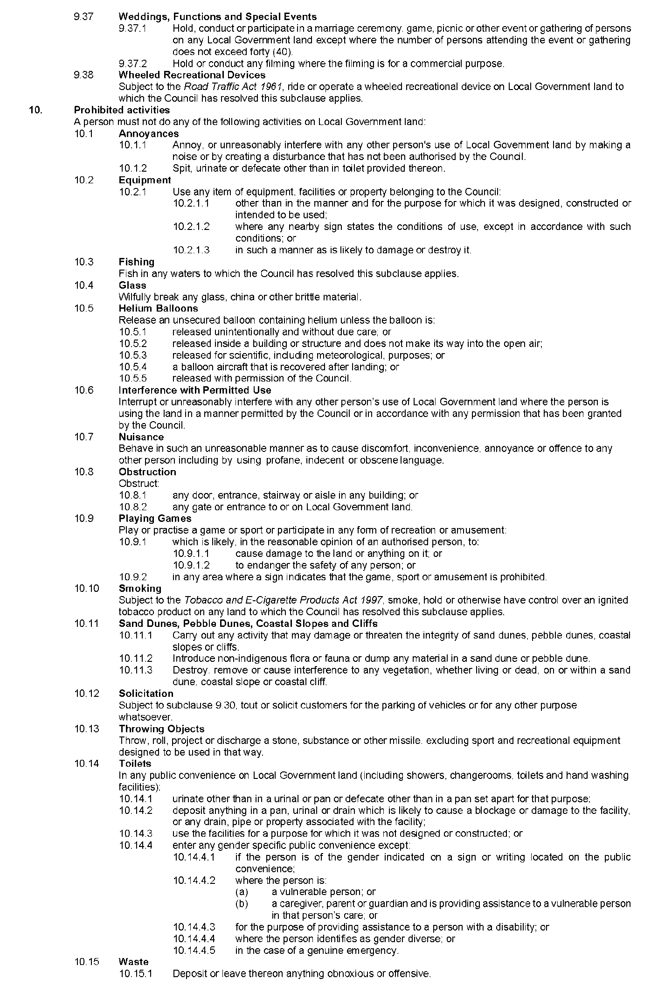 9.37 Weddings, Functions and Special Events
9.37.1 Hold, conduct or participate in a marriage ceremony, game, picnic or other event or gathering of persons
on any Local Government land except where the number of persons attending the event or gathering
does not exceed forty (40).
9.37.2 Hold or conduct any filming where the filming is for a commercial purpose.
9.38 Wheeled Recreational Devices
Subject to the Road Traffic Act 1961, ride or operate a wheeled recreational device on Local Government land to
which the Council has resolved this subclause applies.
10. Prohibited activities
A person must not do any of the following activities on Local Government land:
10.1 Annoyances
10.1.1 Annoy, or unreasonably interfere with any other person's use of Local Government land by making a
noise or by creating a disturbance that has not been authorised by the Council.
10.1.2 Spit, urinate or defecate other than in toilet provided thereon.
10.2 Equipment
10.2.1 Use any item of equipment, facilities or property belonging to the Council:
10.2.1.1 other than in the manner and for the purpose for which it was designed, constructed or
intended to be used;
10.2.1.2 where any nearby sign states the conditions of use, except in accordance with such
conditions; or
10.2.1.3 in such a manner as is likely to damage or destroy it.
10.3 Fishing
Fish in any waters to which the Council has resolved this subclause applies.
10.4 Glass
Wilfully break any glass, china or other brittle material.
10.5 Helium Balloons
Release an unsecured balloon containing helium unless the balloon is:
10.5.1 released unintentionally and without due care; or
10.5.2 released inside a building or structure and does not make its way into the open air;
10.5.3 released for scientific, including meteorological, purposes; or
10.5.4 a balloon aircraft that is recovered after landing; or
10.5.5 released with permission of the Council.
10.6 Interference with Permitted Use
Interrupt or unreasonably interfere with any other person's use of Local Government land where the person is
using the land in a manner permitted by the Council or in accordance with any permission that has been granted
by the Council.
10.7 Nuisance
Behave in such an unreasonable manner as to cause discomfort, inconvenience, annoyance or offence to any
other person including by using profane, indecent or obscene language.
10.8 Obstruction
Obstruct:
10.8.1 any door, entrance, stairway or aisle in any building; or
10.8.2 any gate or entrance to or on Local Government land.
10.9 Playing Games
Play or practise a game or sport or participate in any form of recreation or amusement:
10.9.1 which is likely, in the reasonable opinion of an authorised person, to:
10.9.1.1 cause damage to the land or anything on it; or
10.9.1.2 to endanger the safety of any person; or
10.9.2 in any area where a sign indicates that the game, sport or amusement is prohibited.
10.10 Smoking
Subject to the Tobacco and E-Cigarette Products Act 1997, smoke, hold or otherwise have control over an ignited
tobacco product on any land to which the Council has resolved this subclause applies.
10.11 Sand Dunes, Pebble Dunes, Coastal Slopes and Cliffs
10.11.1 Carry out any activity that may damage or threaten the integrity of sand dunes, pebble dunes, coastal
slopes or cliffs.
10.11.2 Introduce non-indigenous flora or fauna or dump any material in a sand dune or pebble dune.
10.11.3 Destroy, remove or cause interference to any vegetation, whether living or dead, on or within a sand
dune, coastal slope or coastal cliff.
10.12 Solicitation
Subject to subclause 9.30, tout or solicit customers for the parking of vehicles or for any other purpose
whatsoever.
10.13 Throwing Objects
Throw, roll, project or discharge a stone, substance or other missile, excluding sport and recreational equipment
designed to be used in that way.
10.14 Toilets
In any public convenience on Local Government land (including showers, changerooms, toilets and hand washing
facilities):
10.14.1 urinate other than in a urinal or pan or defecate other than in a pan set apart for that purpose;
10.14.2 deposit anything in a pan, urinal or drain which is likely to cause a blockage or damage to the facility,
or any drain, pipe or property associated with the facility;
10.14.3 use the facilities for a purpose for which it was not designed or constructed; or
10.14.4 enter any gender specific public convenience except:
10.14.4.1 if the person is of the gender indicated on a sign or writing located on the public
convenience;
10.14.4.2 where the person is:
(a) a vulnerable person; or
(b) a caregiver, parent or guardian and is providing assistance to a vulnerable person
in that person's care; or
10.14.4.3 for the purpose of providing assistance to a person with a disability; or
10.14.4.4 where the person identifies as gender diverse; or
10.14.4.5 in the case of a genuine emergency.
10.15 Waste
10.15.1 Deposit or leave thereon anything obnoxious or offensive.